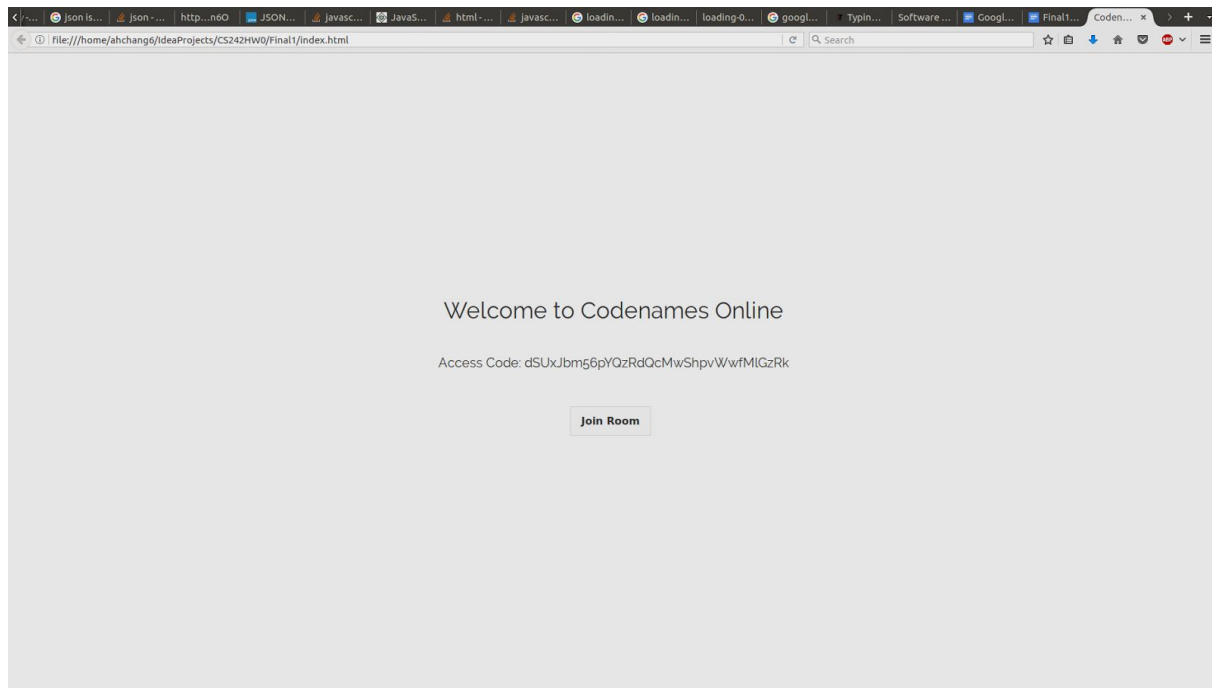 json is...
json - ...
http...n6O
JSON...
javasc...
JavaS...
html - ...
javasc...
loadin...
loadin...
loading-0...
googl...
Typin...
Software ...
Googl...
Final1...
Coden...
file:///home/ahchang6/IdeaProjects/CS242HW0/Final1/index.html
Search
ABP
Welcome to Codenames Online
Access Code: dSUxJbm56pYQzRdQcMwShpvWwfMlGzRk
Join Room